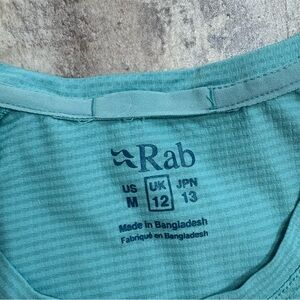 Rab
US UK JPN
M 12 13
Made in Bangladesh
Fabriqué en Bangladesh